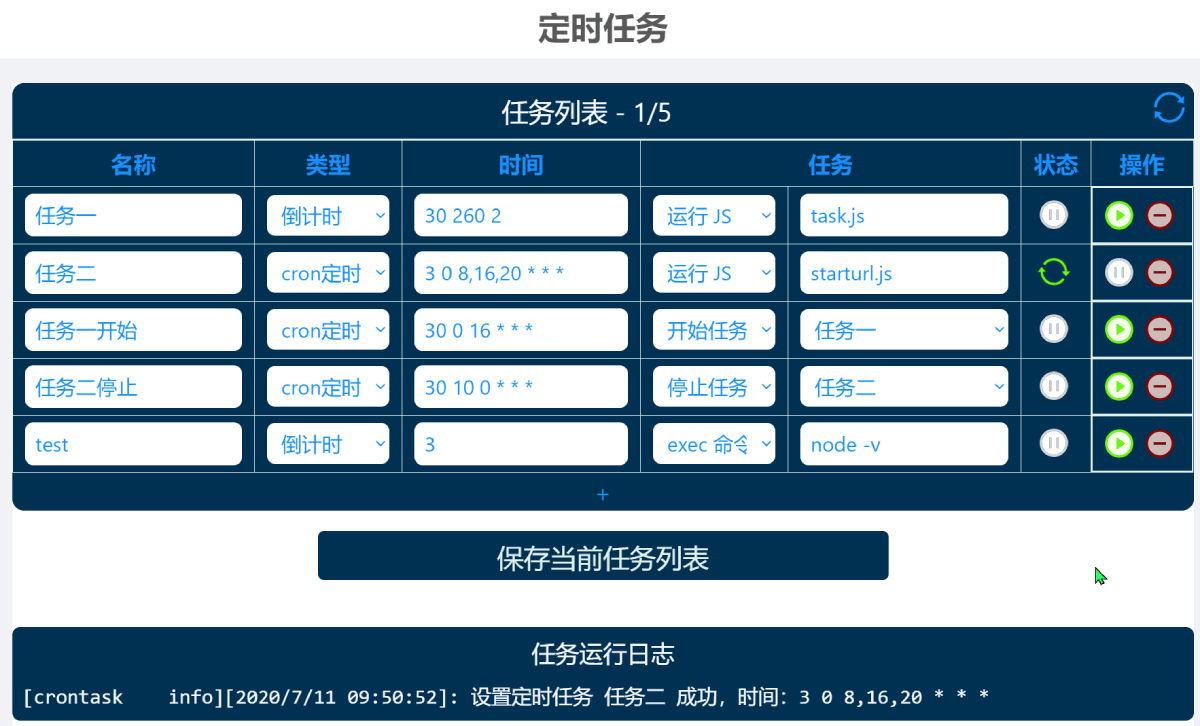 定时任务
任务列表 - 1/5
名称 类型 时间 任务 状态 操作
任务一 倒计时 30 260 2 运行 JS task.js
任务二 cron定时 3 0 8,16,20 * * * 运行 JS starturl.js
任务一开始 cron定时 30 0 16 * * * 开始任务 任务一
任务二停止 cron定时 30 10 0 * * * 停止任务 任务二
test 倒计时 3 exec 命令 node -v
+
保存当前任务列表
任务运行日志
[crontask    info][2020/7/11 09:50:52]: 设置定时任务 任务二 成功，时间：3 0 8,16,20 * * *